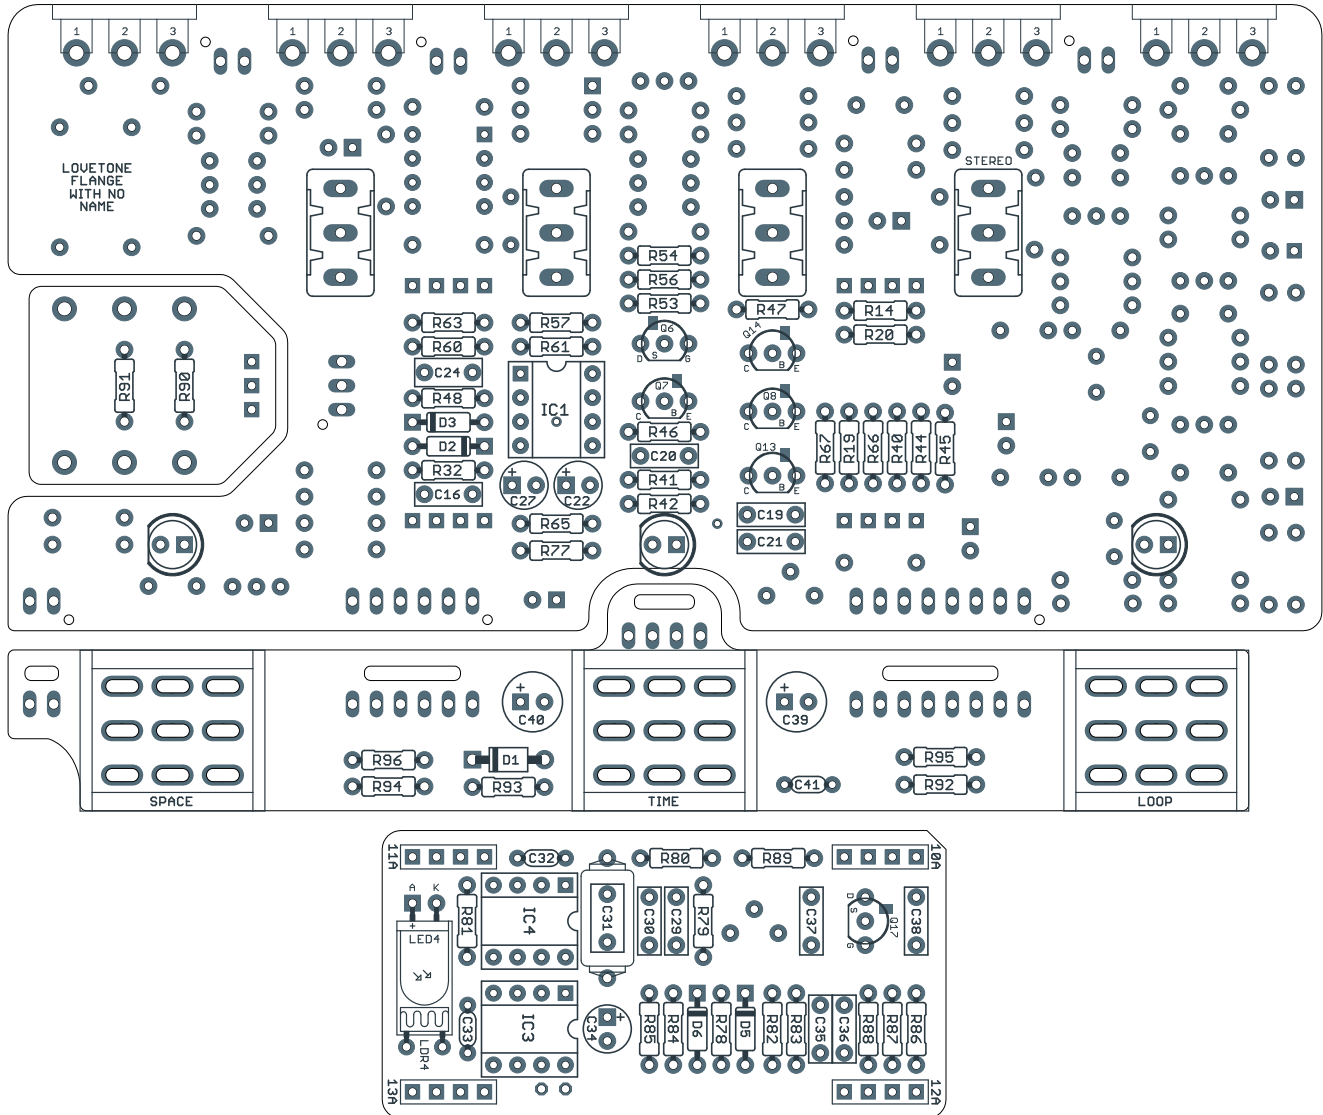 1 2 3 1 2 3 1 2 3 1 2 3 1 2 3 1 2 3
LOVETONE
FLANGE
WITH NO
NAME
STEREO
R54
R56
R53
R47
R14
R20
R63
R57
R60
R61
Q6
D S G
Q14
C B E
C24
R48
D3
D2
R32
C16
IC1
+
C27
+
C22
R65
R77
Q7
C B E
R46
C20
R41
R42
Q8
C B E
Q13
C B E
C19
C21
R67
R19
R66
R40
R44
R45
R91
R90
SPACE
R96
R94
D1
R93
+
C40
TIME
+
C39
C41
R95
R92
LOOP
11A
C32
R80
R89
10A
A K
+
LED4
R81
IC4
C31
C30
C29
R79
C37
D
S
G
Q17
C38
LDR4
C33
IC3
C34
+
R85
R84
D6
R78
D5
R82
R83
C35
C36
R88
R87
R86
13A
12A